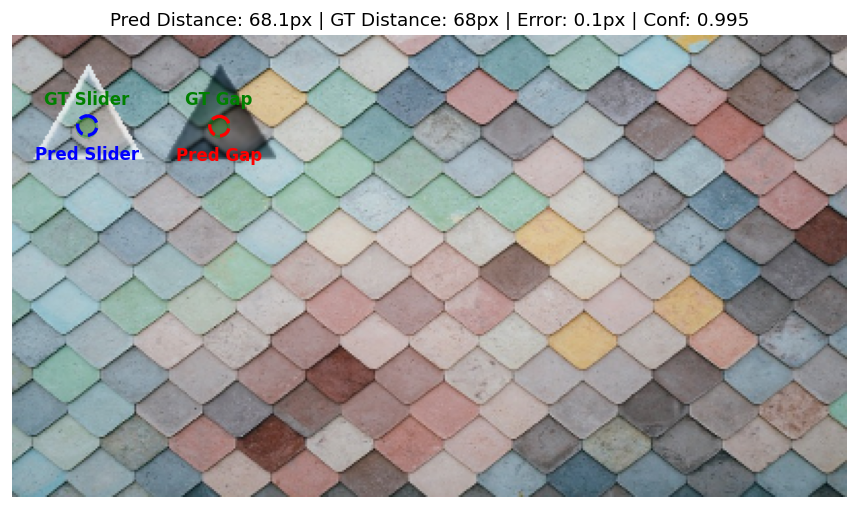 Pred Distance: 68.1px | GT Distance: 68px | Error: 0.1px | Conf: 0.995
GT Slider
GT Gap
Pred Slider
Pred Gap